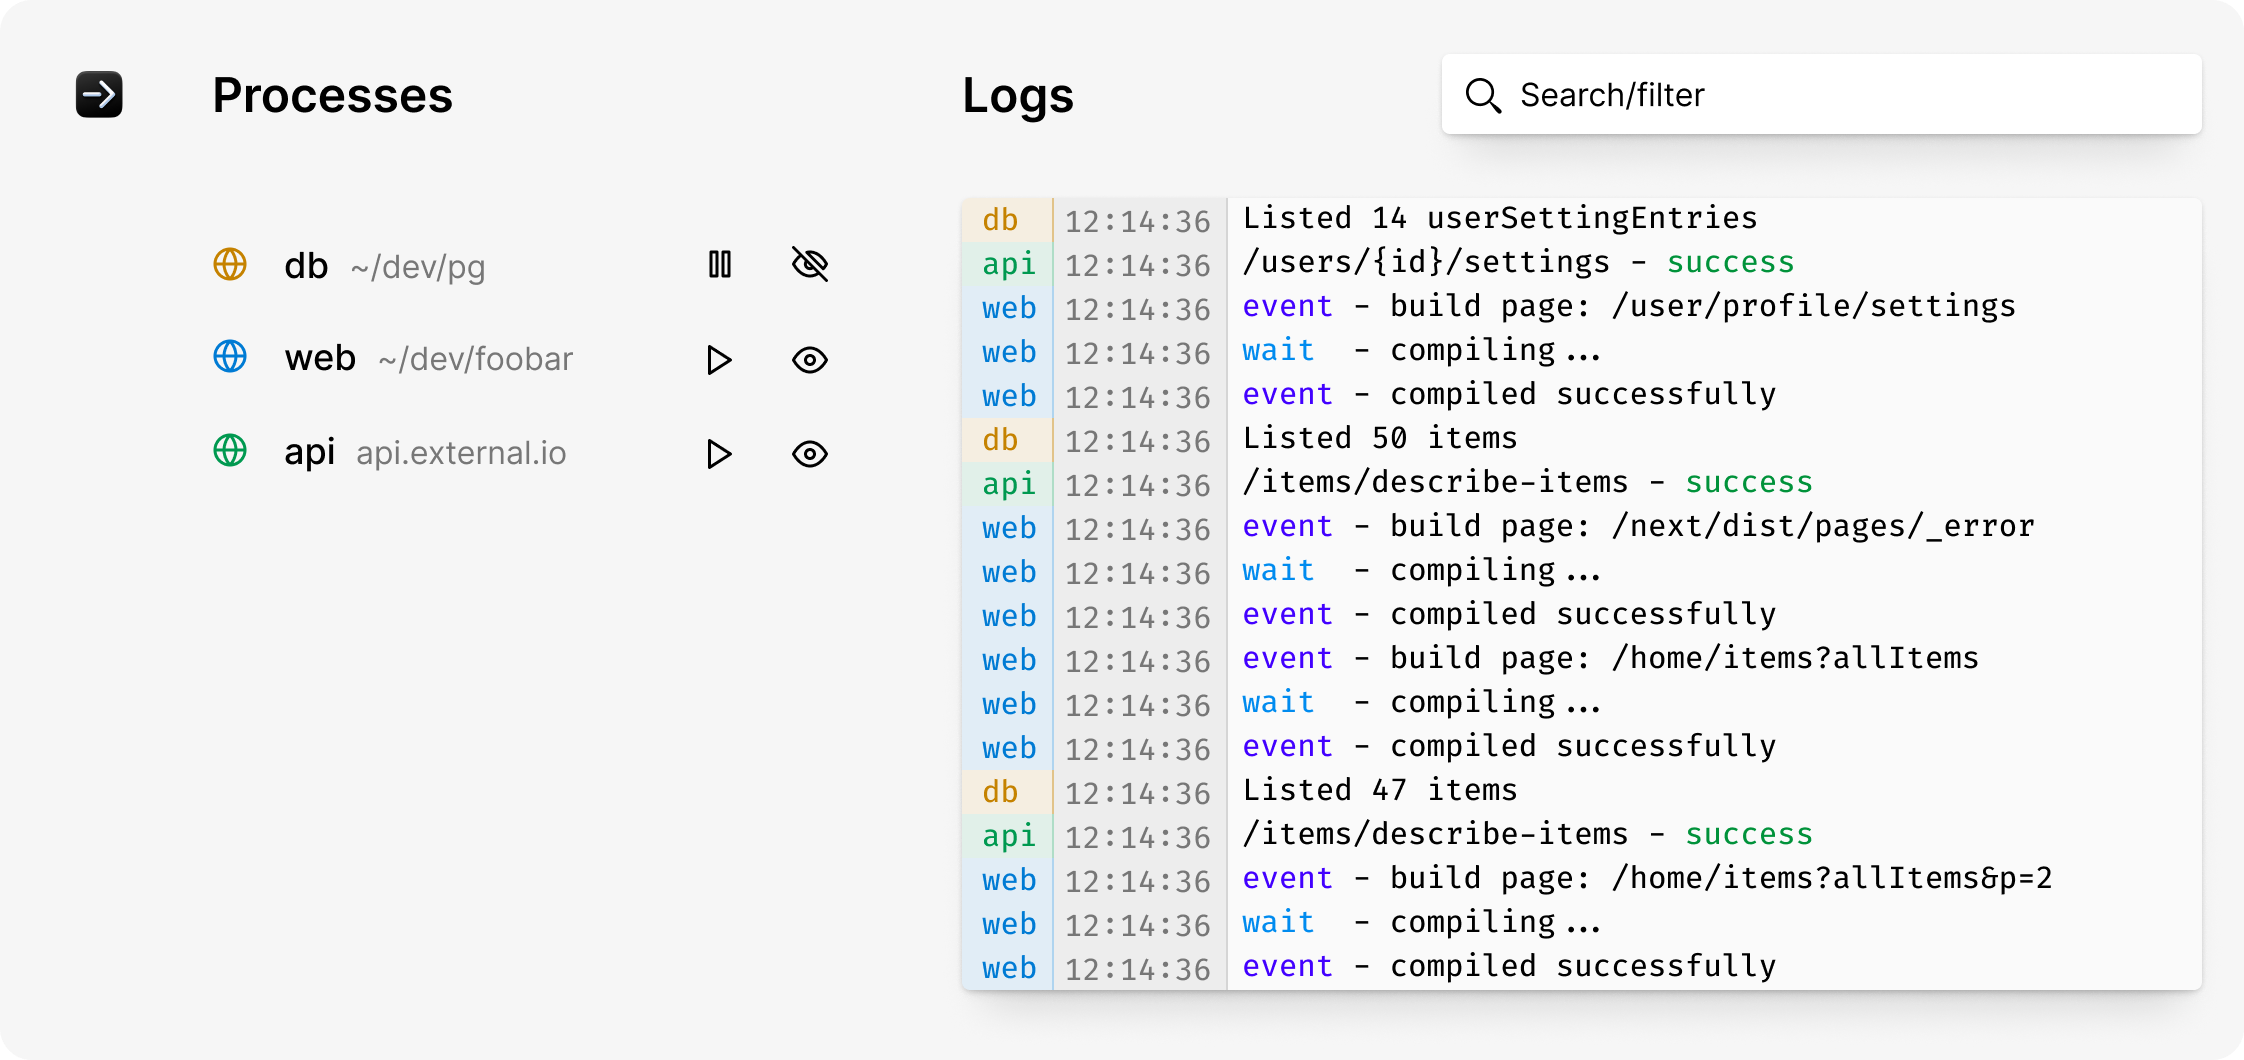 Processes
db ~/dev/pg
web ~/dev/foobar
api api.external.io
Logs
Search/filter
db 12:14:36 Listed 14 userSettingEntries
api 12:14:36 /users/{id}/settings - success
web 12:14:36 event - build page: /user/profile/settings
web 12:14:36 wait  - compiling...
web 12:14:36 event - compiled successfully
db 12:14:36 Listed 50 items
api 12:14:36 /items/describe-items - success
web 12:14:36 event - build page: /next/dist/pages/_error
web 12:14:36 wait  - compiling...
web 12:14:36 event - compiled successfully
web 12:14:36 event - build page: /home/items?allItems
web 12:14:36 wait  - compiling...
web 12:14:36 event - compiled successfully
db 12:14:36 Listed 47 items
api 12:14:36 /items/describe-items - success
web 12:14:36 event - build page: /home/items?allItems&p=2
web 12:14:36 wait  - compiling...
web 12:14:36 event - compiled successfully